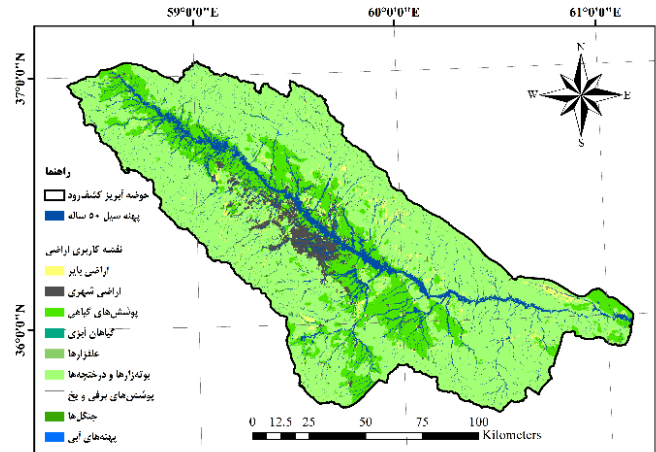 59°0'0"E 60°0'0"E 61°0'0"E
37°0'0"N
36°0'0"N
N
W E
S
راهنما
حوضه آبریز کشف‌رود
پهنه سیل ۵۰ ساله
نقشه کاربری اراضی
اراضی بایر
اراضی شهری
پوشش‌های گیاهی
گیاهان آبزی
علفزارها
بوته‌زارها و درختچه‌ها
پوشش‌های برفی و یخ
جنگل‌ها
پهنه‌های آبی
0 12.5 25 50 75 100
Kilometers